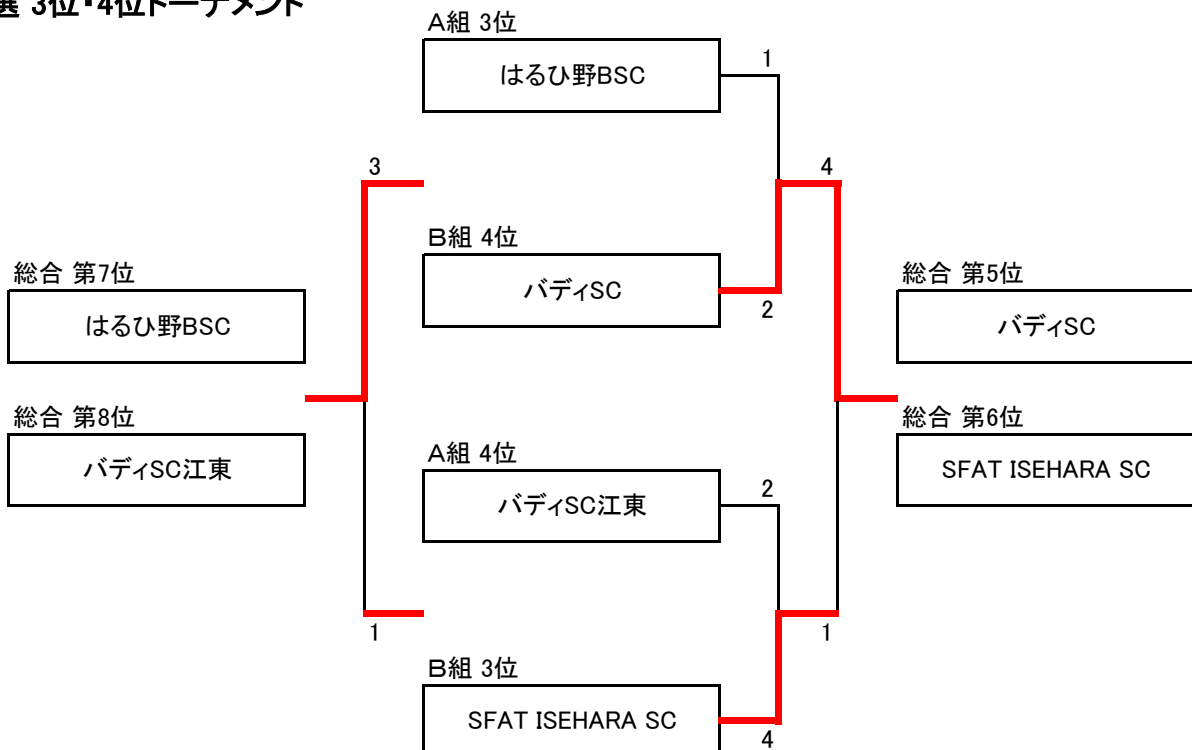 選 3位・4位トーナメント
A組 3位
はるひ野BSC
1
3
4
B組 4位
バディSC
2
総合 第7位
はるひ野BSC
総合 第5位
バディSC
総合 第8位
バディSC江東
総合 第6位
SFAT ISEHARA SC
A組 4位
バディSC江東
2
1
1
B組 3位
SFAT ISEHARA SC
4